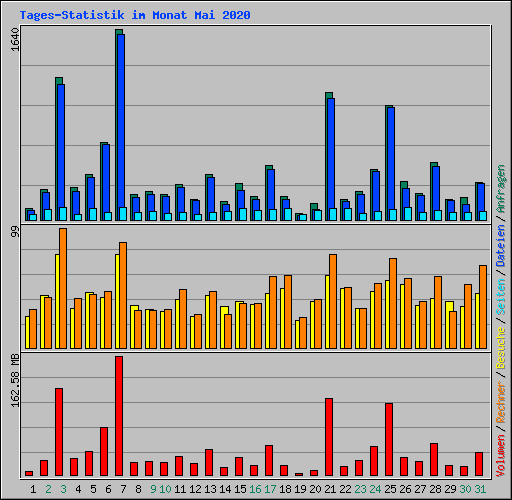 Tages-Statistik im Monat Mai 2020
1640
99
162.58 MB
Volumen / Rechner / Besuche / Seiten / Dateien / Anfragen
1 2 3 4 5 6 7 8 9 10 11 12 13 14 15 16 17 18 19 20 21 22 23 24 25 26 27 28 29 30 31